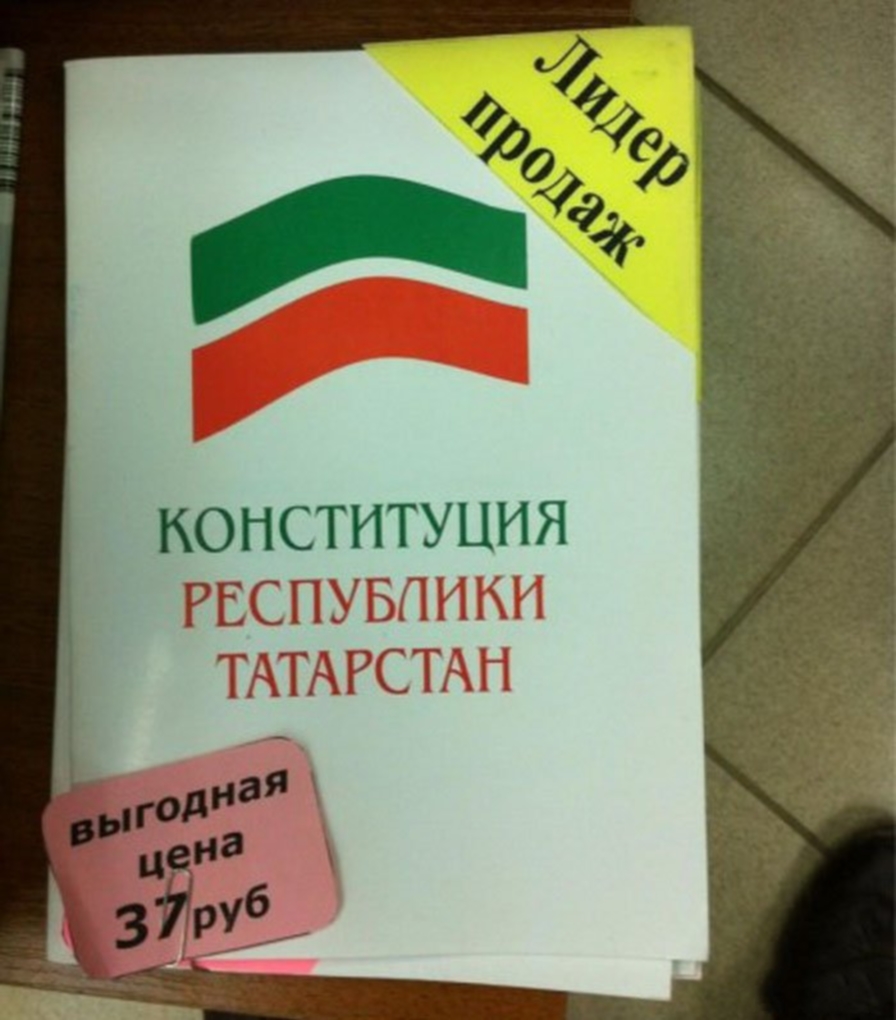 Лидер
продаж
КОНСТИТУЦИЯ
РЕСПУБЛИКИ
ТАТАРСТАН
выгодная
цена
37руб